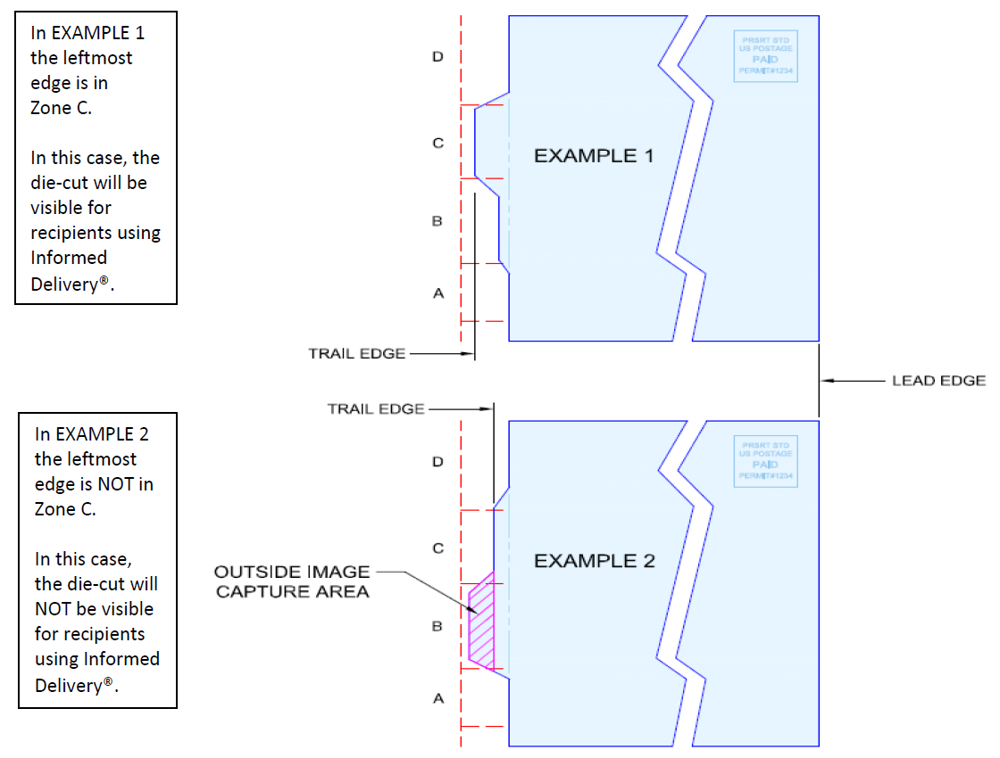 In EXAMPLE 1
the leftmost
edge is in
Zone C.
In this case, the
die-cut will be
visible for
recipients using
Informed
Delivery®.
D
C
B
A
EXAMPLE 1
PRSRT STD
US POSTAGE
PAID
PERMIT#1234
TRAIL EDGE
LEAD EDGE
TRAIL EDGE
In EXAMPLE 2
the leftmost
edge is NOT in
Zone C.
In this case,
the die-cut will
NOT be visible
for recipients
using Informed
Delivery®.
D
C
B
A
OUTSIDE IMAGE
CAPTURE AREA
EXAMPLE 2
PRSRT STD
US POSTAGE
PAID
PERMIT#1234